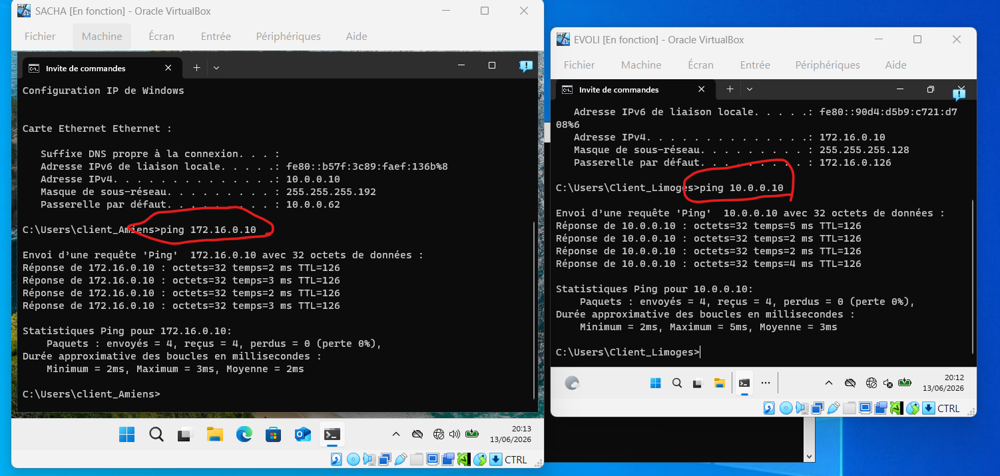 SACHA [En fonction] - Oracle VirtualBox
Fichier Machine Écran Entrée Périphériques Aide
Invite de commandes
Configuration IP de Windows
Carte Ethernet Ethernet :
Suffixe DNS propre à la connexion. . . :
Adresse IPv6 de liaison locale. . . . .: fe80::b57f:3c89:faef:136b%8
Adresse IPv4. . . . . . . . . . . . . .: 10.0.0.10
Masque de sous-réseau. . . . . . . . . : 255.255.255.192
Passerelle par défaut. . . . . . . . . : 10.0.0.62
C:\Users\client_Amiens>ping 172.16.0.10
Envoi d’une requête 'Ping'  172.16.0.10 avec 32 octets de données :
Réponse de 172.16.0.10 : octets=32 temps=2 ms TTL=126
Réponse de 172.16.0.10 : octets=32 temps=3 ms TTL=126
Réponse de 172.16.0.10 : octets=32 temps=2 ms TTL=126
Réponse de 172.16.0.10 : octets=32 temps=3 ms TTL=126
Statistiques Ping pour 172.16.0.10:
Paquets : envoyés = 4, reçus = 4, perdus = 0 (perte 0%),
Durée approximative des boucles en millisecondes :
Minimum = 2ms, Maximum = 3ms, Moyenne = 2ms
C:\Users\client_Amiens>
20:13
13/06/2026
CTRL
EVOLI [En fonction] - Oracle VirtualBox
Fichier Machine Écran Entrée Périphériques Aide
Invite de commandes
Adresse IPv6 de liaison locale. . . . .: fe80::90d4:d5b9:c721:d7
08%6
Adresse IPv4. . . . . . . . . . . . . .: 172.16.0.10
Masque de sous-réseau. . . . . . . . . : 255.255.255.128
Passerelle par défaut. . . . . . . . . : 172.16.0.126
C:\Users\Client_Limoges>ping 10.0.0.10
Envoi d’une requête 'Ping'  10.0.0.10 avec 32 octets de données :
Réponse de 10.0.0.10 : octets=32 temps=5 ms TTL=126
Réponse de 10.0.0.10 : octets=32 temps=2 ms TTL=126
Réponse de 10.0.0.10 : octets=32 temps=2 ms TTL=126
Réponse de 10.0.0.10 : octets=32 temps=4 ms TTL=126
Statistiques Ping pour 10.0.0.10:
Paquets : envoyés = 4, reçus = 4, perdus = 0 (perte 0%),
Durée approximative des boucles en millisecondes :
Minimum = 2ms, Maximum = 5ms, Moyenne = 3ms
C:\Users\Client_Limoges>
20:12
13/06/2026
CTRL